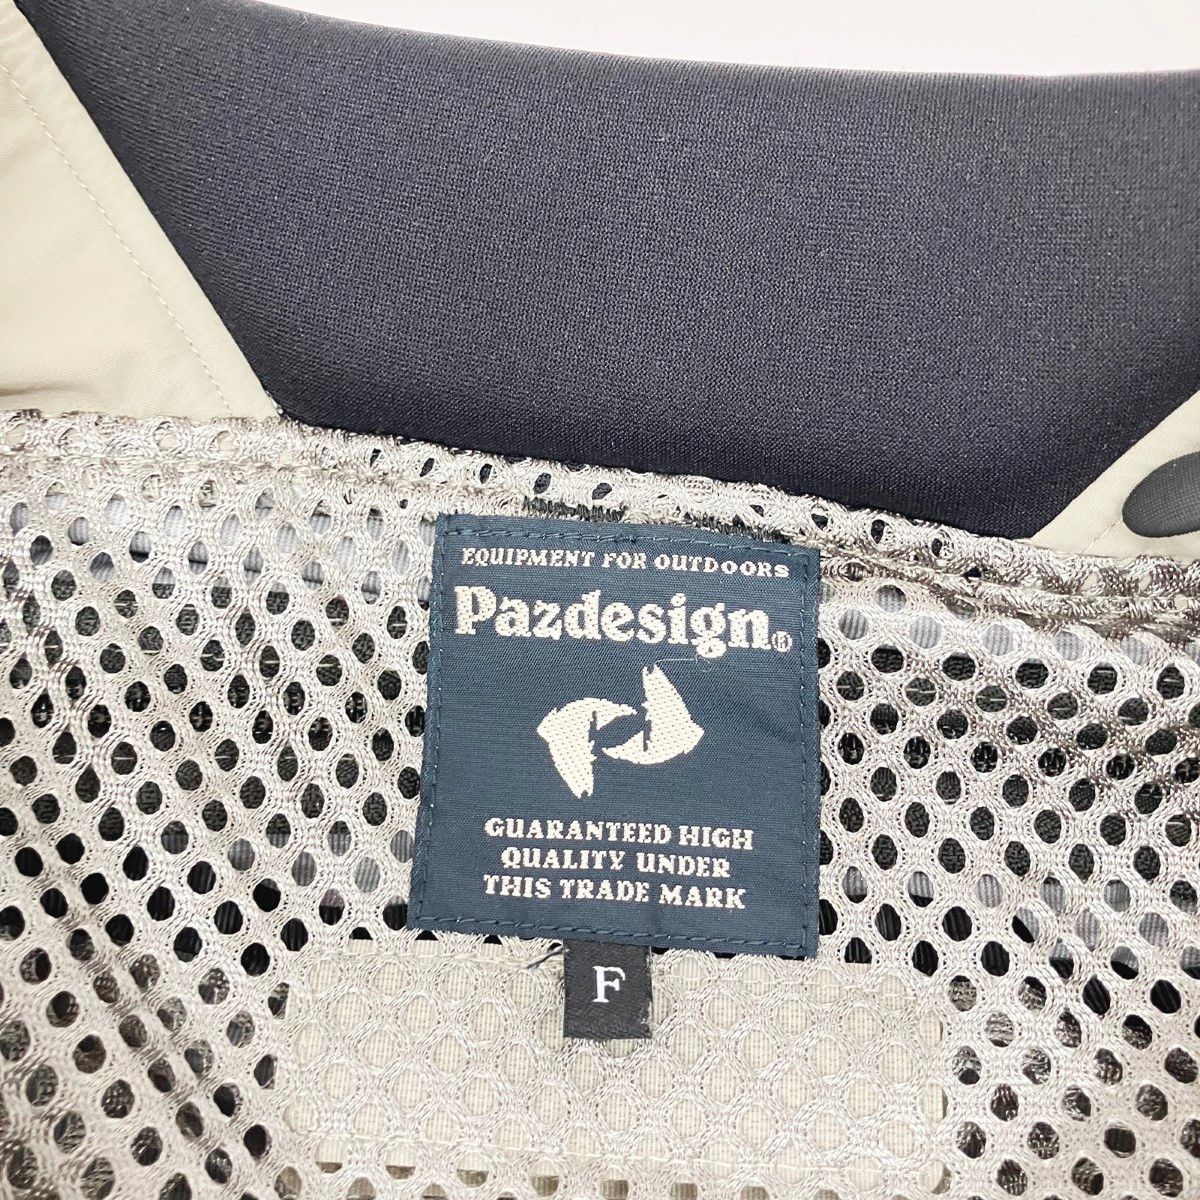 EQUIPMENT FOR OUTDOORS
Pazdesign®
GUARANTEED HIGH
QUALITY UNDER
THIS TRADE MARK
F